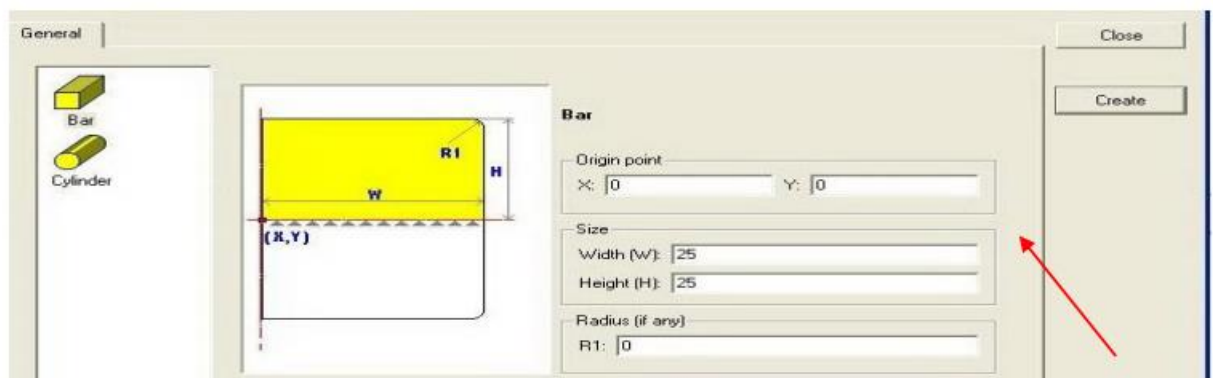 General
Close
Create
Bar
Cylinder
R1
H
W
(X,Y)
Bar
Origin point
X: 0 Y: 0
Size
Width (W): 25
Height (H): 25
Radius (if any)
R1: 0